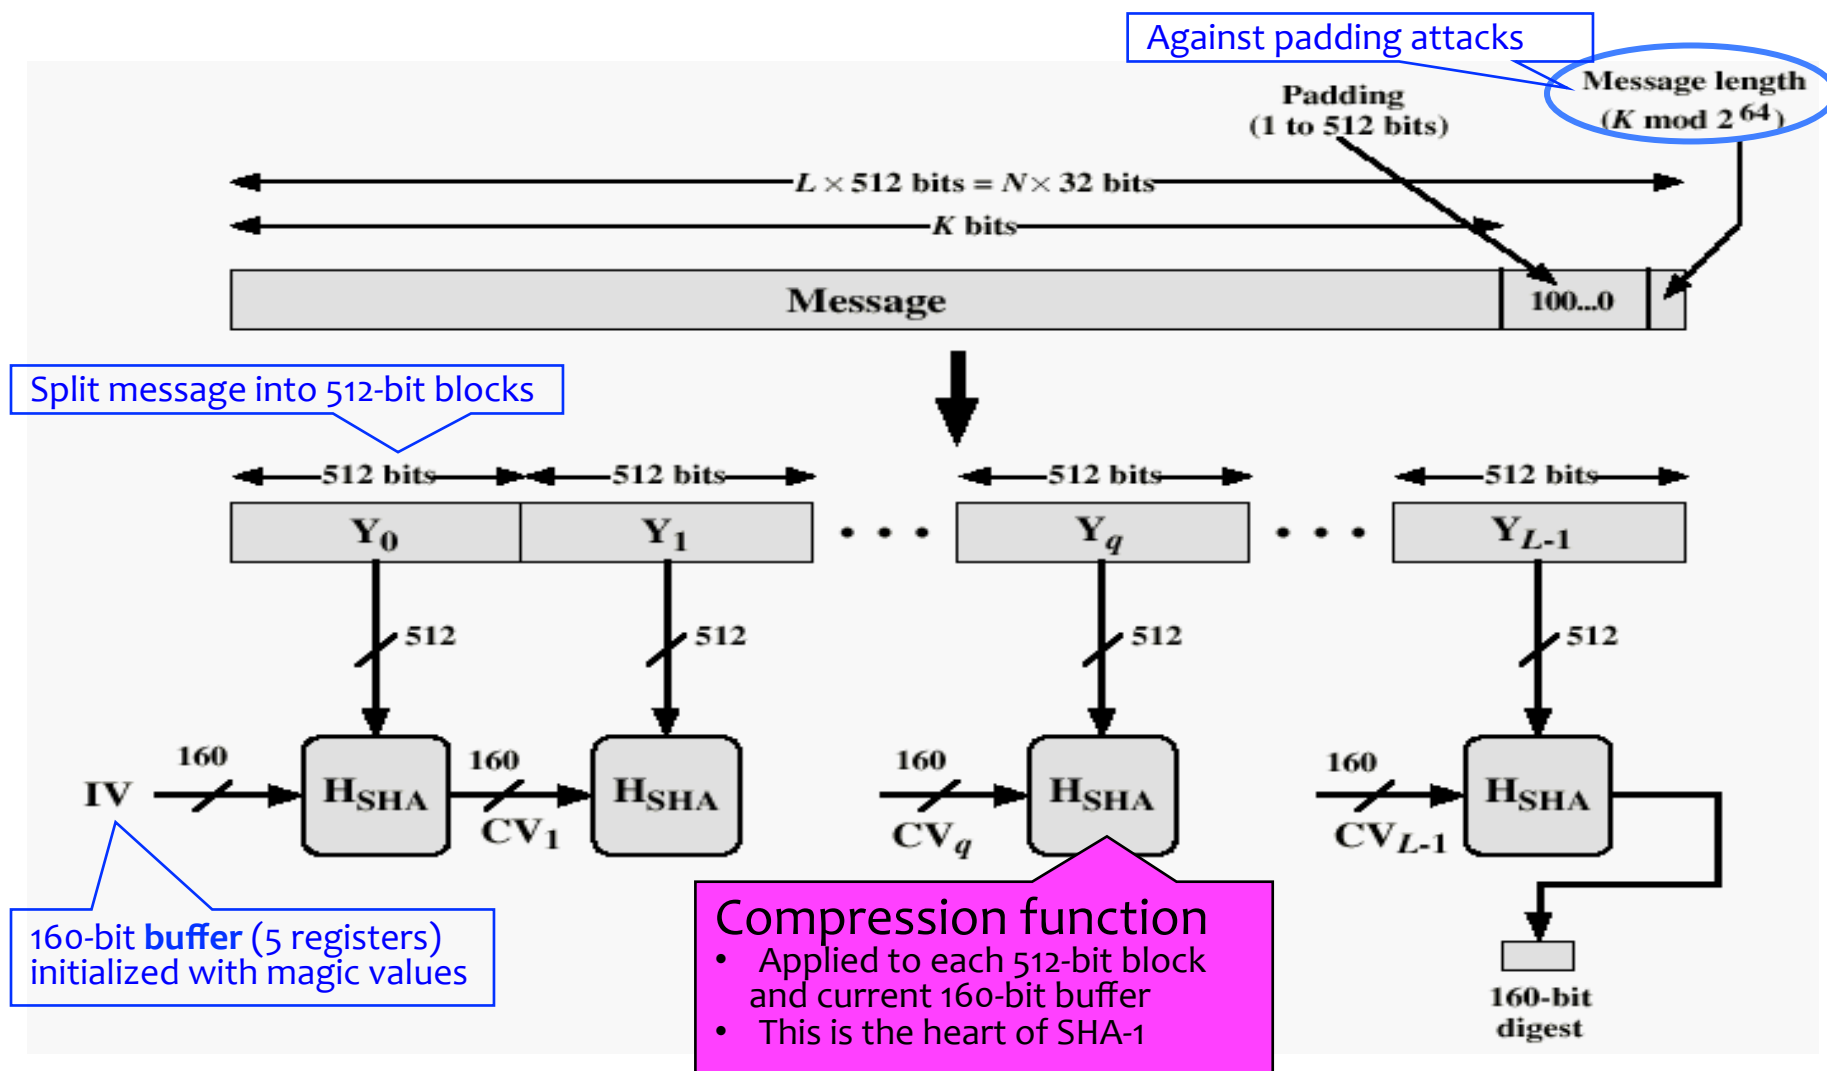 Against padding attacks
Message length
(K mod 2^64)
Padding
(1 to 512 bits)
L × 512 bits = N × 32 bits
K bits
Message
100...0
Split message into 512-bit blocks
512 bits
512 bits
512 bits
512 bits
Y0
Y1
• • •
Yq
• • •
YL-1
512
512
512
512
160
160
160
160
IV
HSHA
HSHA
HSHA
HSHA
CV1
CVq
CVL-1
160-bit buffer (5 registers)
initialized with magic values
Compression function
• Applied to each 512-bit block
and current 160-bit buffer
• This is the heart of SHA-1
160-bit
digest